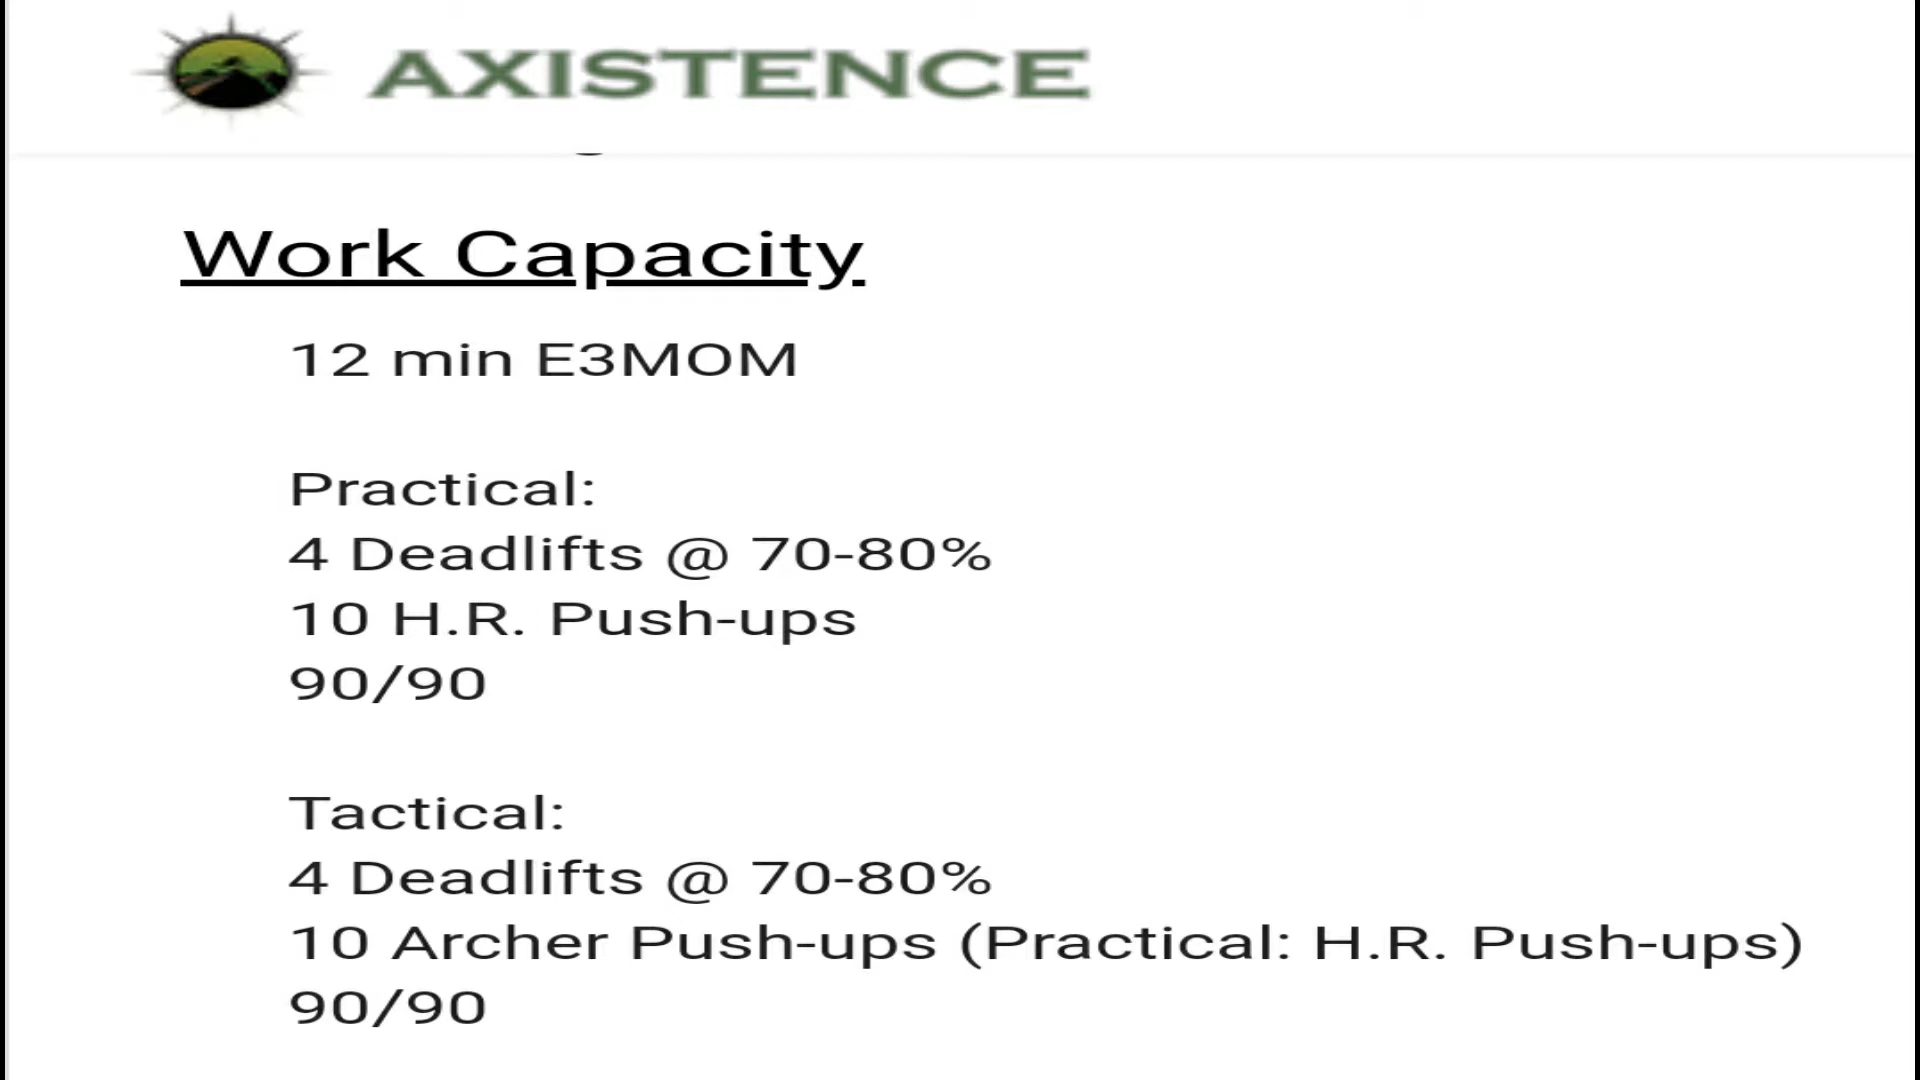 AXISTENCE
Work Capacity
12 min E3MOM
Practical:
4 Deadlifts @ 70-80%
10 H.R. Push-ups
90/90
Tactical:
4 Deadlifts @ 70-80%
10 Archer Push-ups (Practical: H.R. Push-ups)
90/90